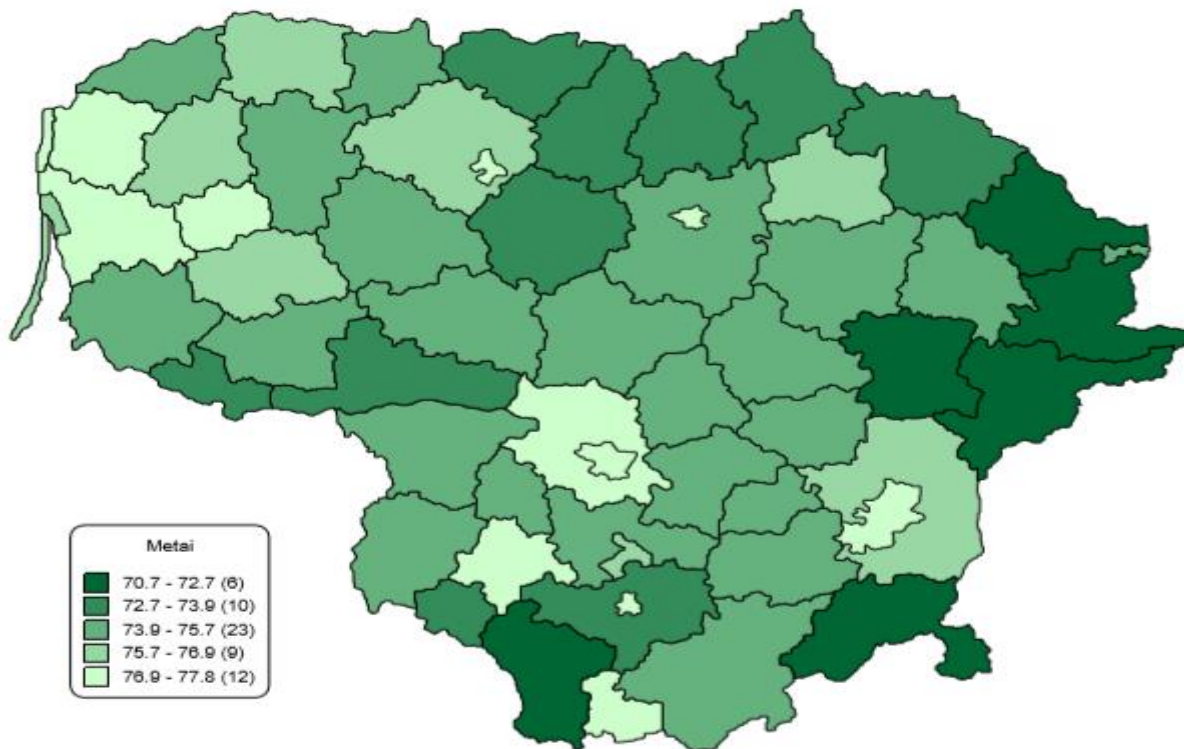 Metai
70.7 - 72.7 (6)
72.7 - 73.9 (10)
73.9 - 75.7 (23)
75.7 - 76.9 (9)
76.9 - 77.8 (12)